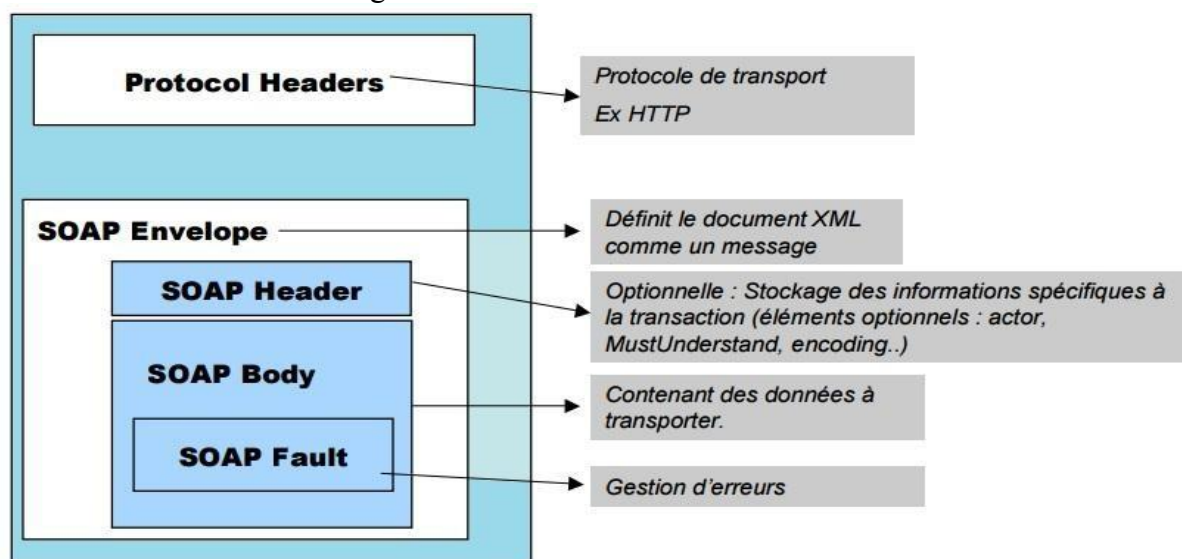 Protocol Headers
Protocole de transport
Ex HTTP
SOAP Envelope
Définit le document XML
comme un message
SOAP Header
Optionnelle : Stockage des informations spécifiques à
la transaction (éléments optionnels : actor,
MustUnderstand, encoding..)
SOAP Body
Contenant des données à
transporter.
SOAP Fault
Gestion d'erreurs